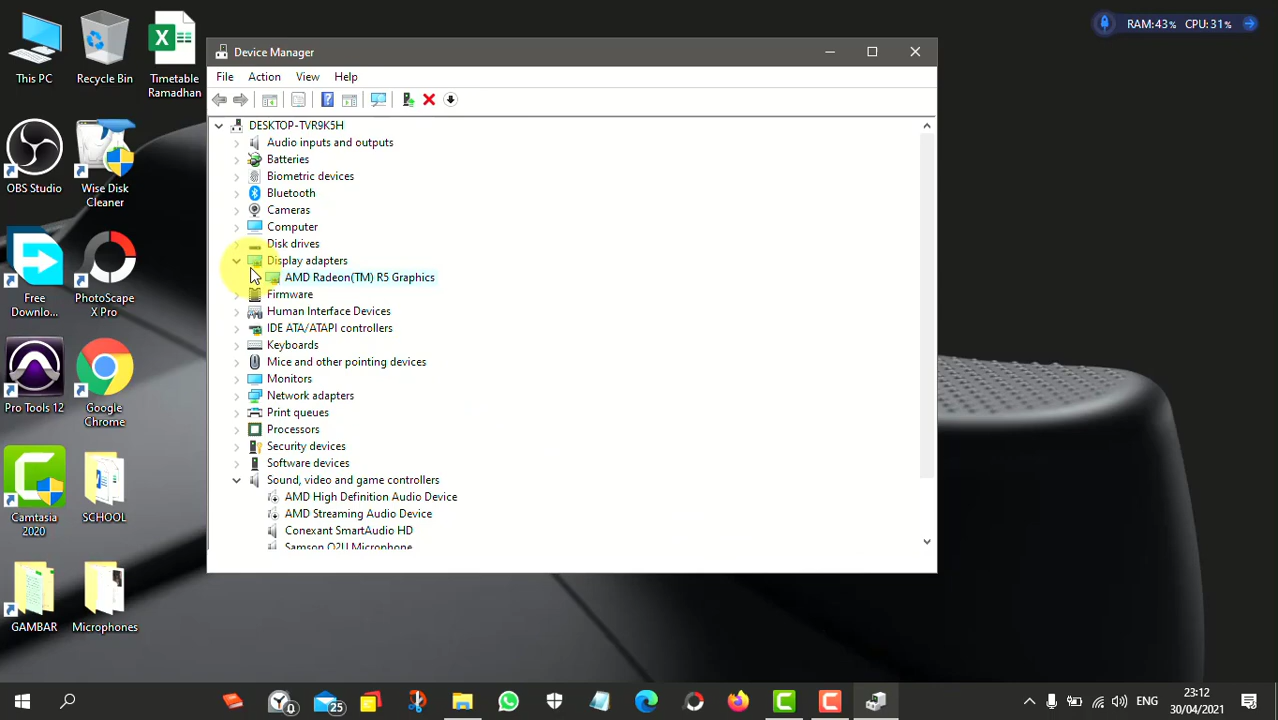 This PC
Recycle Bin
Timetable
Ramadhan
OBS Studio
Wise Disk
Cleaner
Free
Downlo...
PhotoScape
X Pro
Pro Tools 12
Google
Chrome
Camtasia
2020
SCHOOL
GAMBAR
Microphones
RAM:43% CPU:31%
Device Manager
File Action View Help
DESKTOP-TVR9K5H
Audio inputs and outputs
Batteries
Biometric devices
Bluetooth
Cameras
Computer
Disk drives
Display adapters
AMD Radeon(TM) R5 Graphics
Firmware
Human Interface Devices
IDE ATA/ATAPI controllers
Keyboards
Mice and other pointing devices
Monitors
Network adapters
Print queues
Processors
Security devices
Software devices
Sound, video and game controllers
AMD High Definition Audio Device
AMD Streaming Audio Device
Conexant SmartAudio HD
Samson Q2U Microphone
0
25
ENG
23:12
30/04/2021